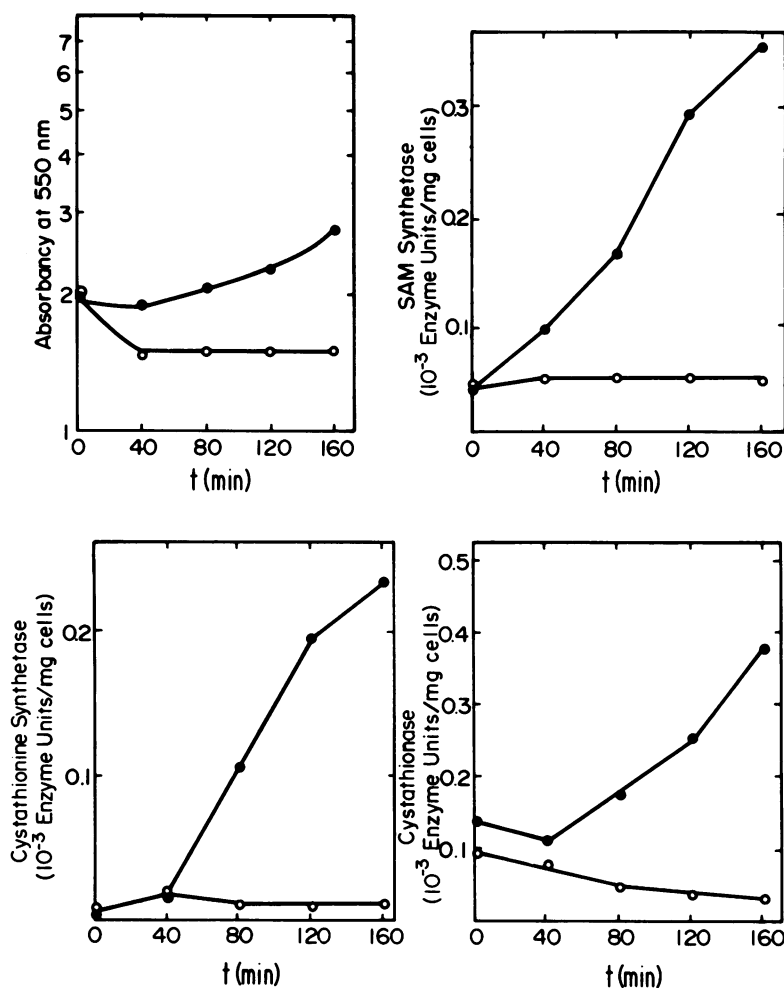 Absorbancy at 550 nm
7
6
5
4
3
2
1
0 40 80 120 160
t (min)
SAM Synthetase
(10⁻³ Enzyme Units/mg cells)
0.3
0.2
0.1
0 40 80 120 160
t (min)
Cystathionine Synthetase
(10⁻³ Enzyme Units/mg cells)
0.2
0.1
0 40 80 120 160
t (min)
Cystathionase
(10⁻³ Enzyme Units/mg cells)
0.5
0.4
0.3
0.2
0.1
0 40 80 120 160
t (min)